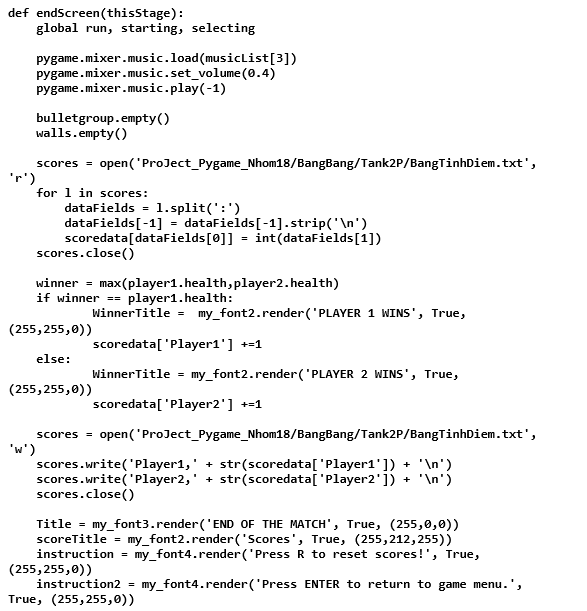 def endScreen(thisStage):
    global run, starting, selecting

    pygame.mixer.music.load(musicList[3])
    pygame.mixer.music.set_volume(0.4)
    pygame.mixer.music.play(-1)

    bulletgroup.empty()
    walls.empty()

    scores = open('ProJect_Pygame_Nhom18/BangBang/Tank2P/BangTinhDiem.txt',
'r')
    for l in scores:
        dataFields = l.split(':')
        dataFields[-1] = dataFields[-1].strip('\n')
        scoredata[dataFields[0]] = int(dataFields[1])
    scores.close()

    winner = max(player1.health,player2.health)
    if winner == player1.health:
            WinnerTitle =  my_font2.render('PLAYER 1 WINS', True,
(255,255,0))
            scoredata['Player1'] +=1
    else:
            WinnerTitle = my_font2.render('PLAYER 2 WINS', True,
(255,255,0))
            scoredata['Player2'] +=1

    scores = open('ProJect_Pygame_Nhom18/BangBang/Tank2P/BangTinhDiem.txt',
'w')
    scores.write('Player1,' + str(scoredata['Player1']) + '\n')
    scores.write('Player2,' + str(scoredata['Player2']) + '\n')
    scores.close()

    Title = my_font3.render('END OF THE MATCH', True, (255,0,0))
    scoreTitle = my_font2.render('Scores', True, (255,212,255))
    instruction = my_font4.render('Press R to reset scores!', True,
(255,255,0))
    instruction2 = my_font4.render('Press ENTER to return to game menu.',
True, (255,255,0))